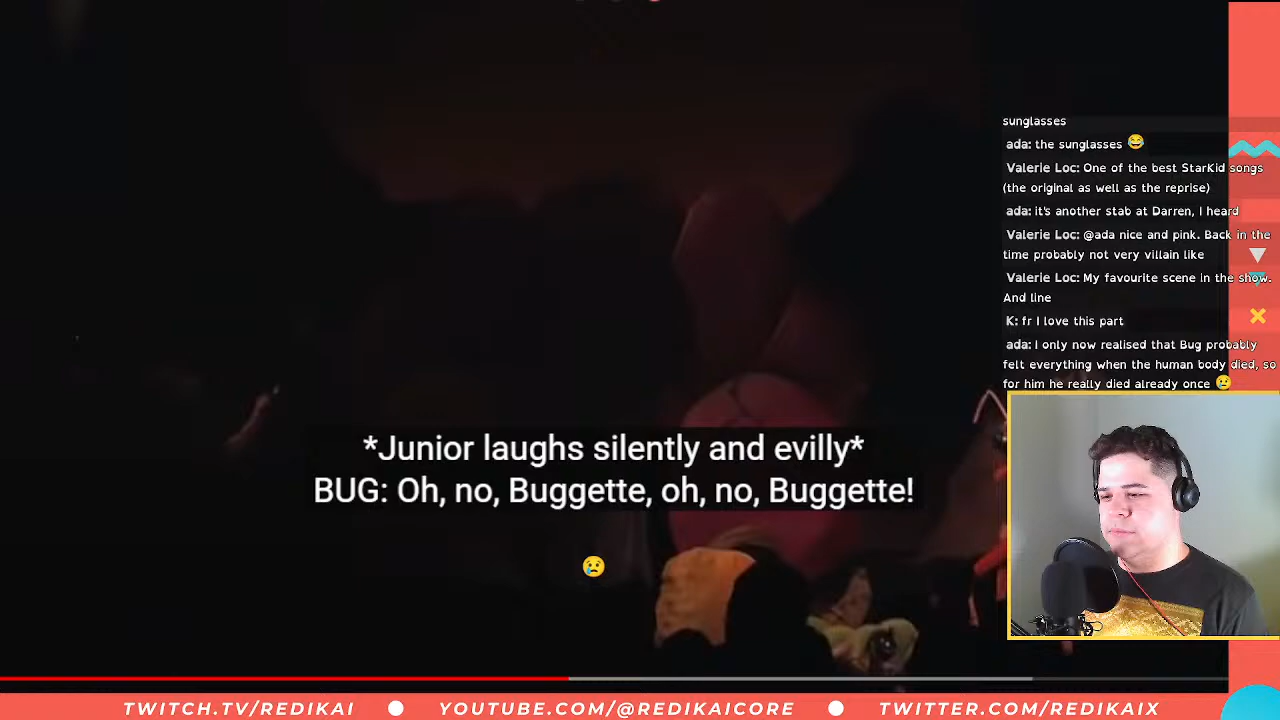 sunglasses
ada: the sunglasses 😂
Valerie Loc: One of the best StarKid songs
(the original as well as the reprise)
ada: it's another stab at Darren, I heard
Valerie Loc: @ada nice and pink. Back in the
time probably not very villain like
Valerie Loc: My favourite scene in the show.
And line
K: fr I love this part
ada: I only now realised that Bug probably
felt everything when the human body died, so
for him he really died already once 😢
*Junior laughs silently and evilly*
BUG: Oh, no, Buggette, oh, no, Buggette!
😢
TWITCH.TV/REDIKAI
YOUTUBE.COM/@REDIKAICORE
TWITTER.COM/REDIKAIX